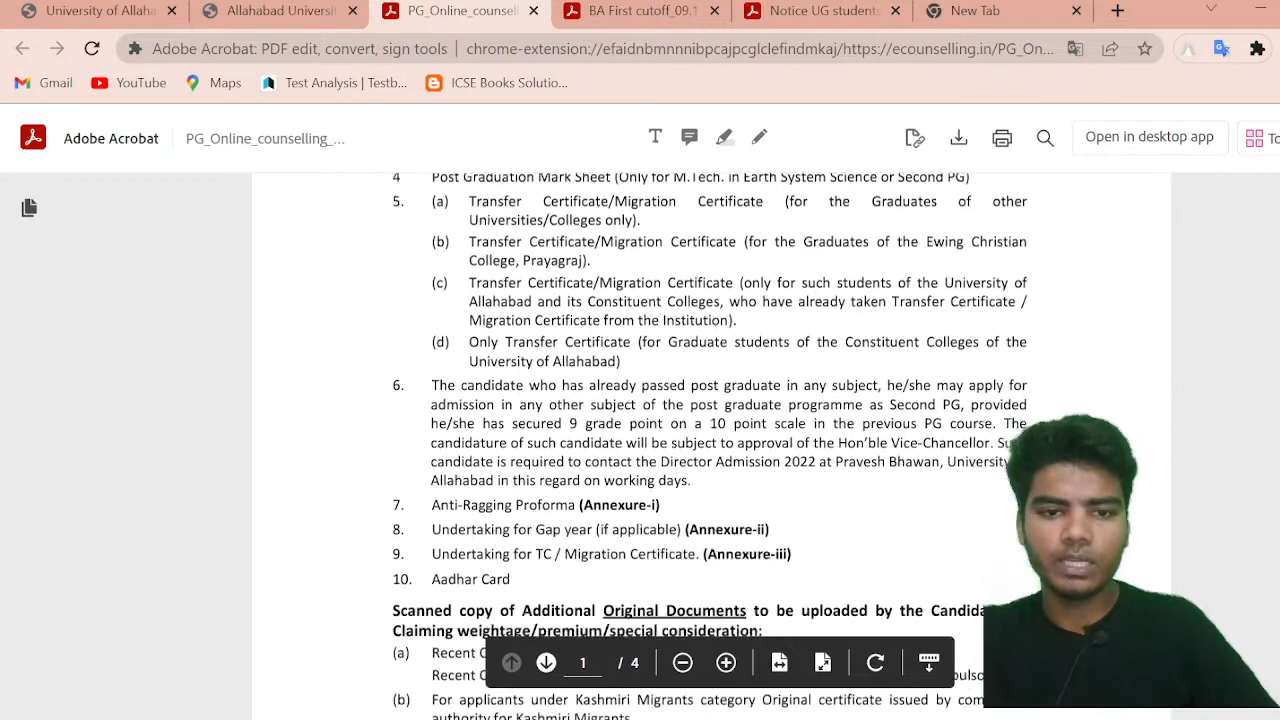 University of Allaha
Allahabad Universi
PG_Online_counsell
BA First cutoff_09.1
Notice UG students
New Tab
Adobe Acrobat: PDF edit, convert, sign tools | chrome-extension://efaidnbmnnnibpcajpcglclefindmkaj/https://ecounselling.in/PG_On...
Gmail
YouTube
Maps
Test Analysis | Testb...
ICSE Books Solutio...
Adobe Acrobat
PG_Online_counselling_...
Open in desktop app
To
4 Post Graduation Mark Sheet (Only for M.Tech. in Earth System Science or Second PG)
5. (a) Transfer Certificate/Migration Certificate (for the Graduates of other
Universities/Colleges only).
(b) Transfer Certificate/Migration Certificate (for the Graduates of the Ewing Christian
College, Prayagraj).
(c) Transfer Certificate/Migration Certificate (only for such students of the University of
Allahabad and its Constituent Colleges, who have already taken Transfer Certificate /
Migration Certificate from the Institution).
(d) Only Transfer Certificate (for Graduate students of the Constituent Colleges of the
University of Allahabad)
6. The candidate who has already passed post graduate in any subject, he/she may apply for
admission in any other subject of the post graduate programme as Second PG, provided
he/she has secured 9 grade point on a 10 point scale in the previous PG course. The
candidature of such candidate will be subject to approval of the Hon'ble Vice-Chancellor.
candidate is required to contact the Director Admission 2022 at Pravesh Bhawan, University
Allahabad in this regard on working days.
7. Anti-Ragging Proforma (Annexure-i)
8. Undertaking for Gap year (if applicable) (Annexure-ii)
9. Undertaking for TC / Migration Certificate. (Annexure-iii)
10. Aadhar Card
Scanned copy of Additional Original Documents to be uploaded by the
Claiming weightage/premium/special consideration:
(a) Recent
Recent
1 / 4
(b) For applicants under Kashmiri Migrants category Original certificate issued by
authority for Kashmiri Migrants